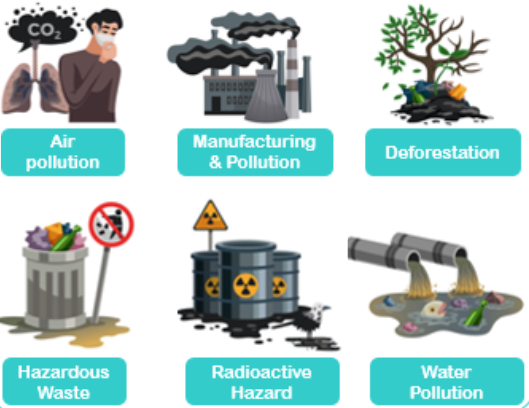 CO₂
Air
pollution
Manufacturing
& Pollution
Deforestation
Hazardous
Waste
Radioactive
Hazard
Water
Pollution